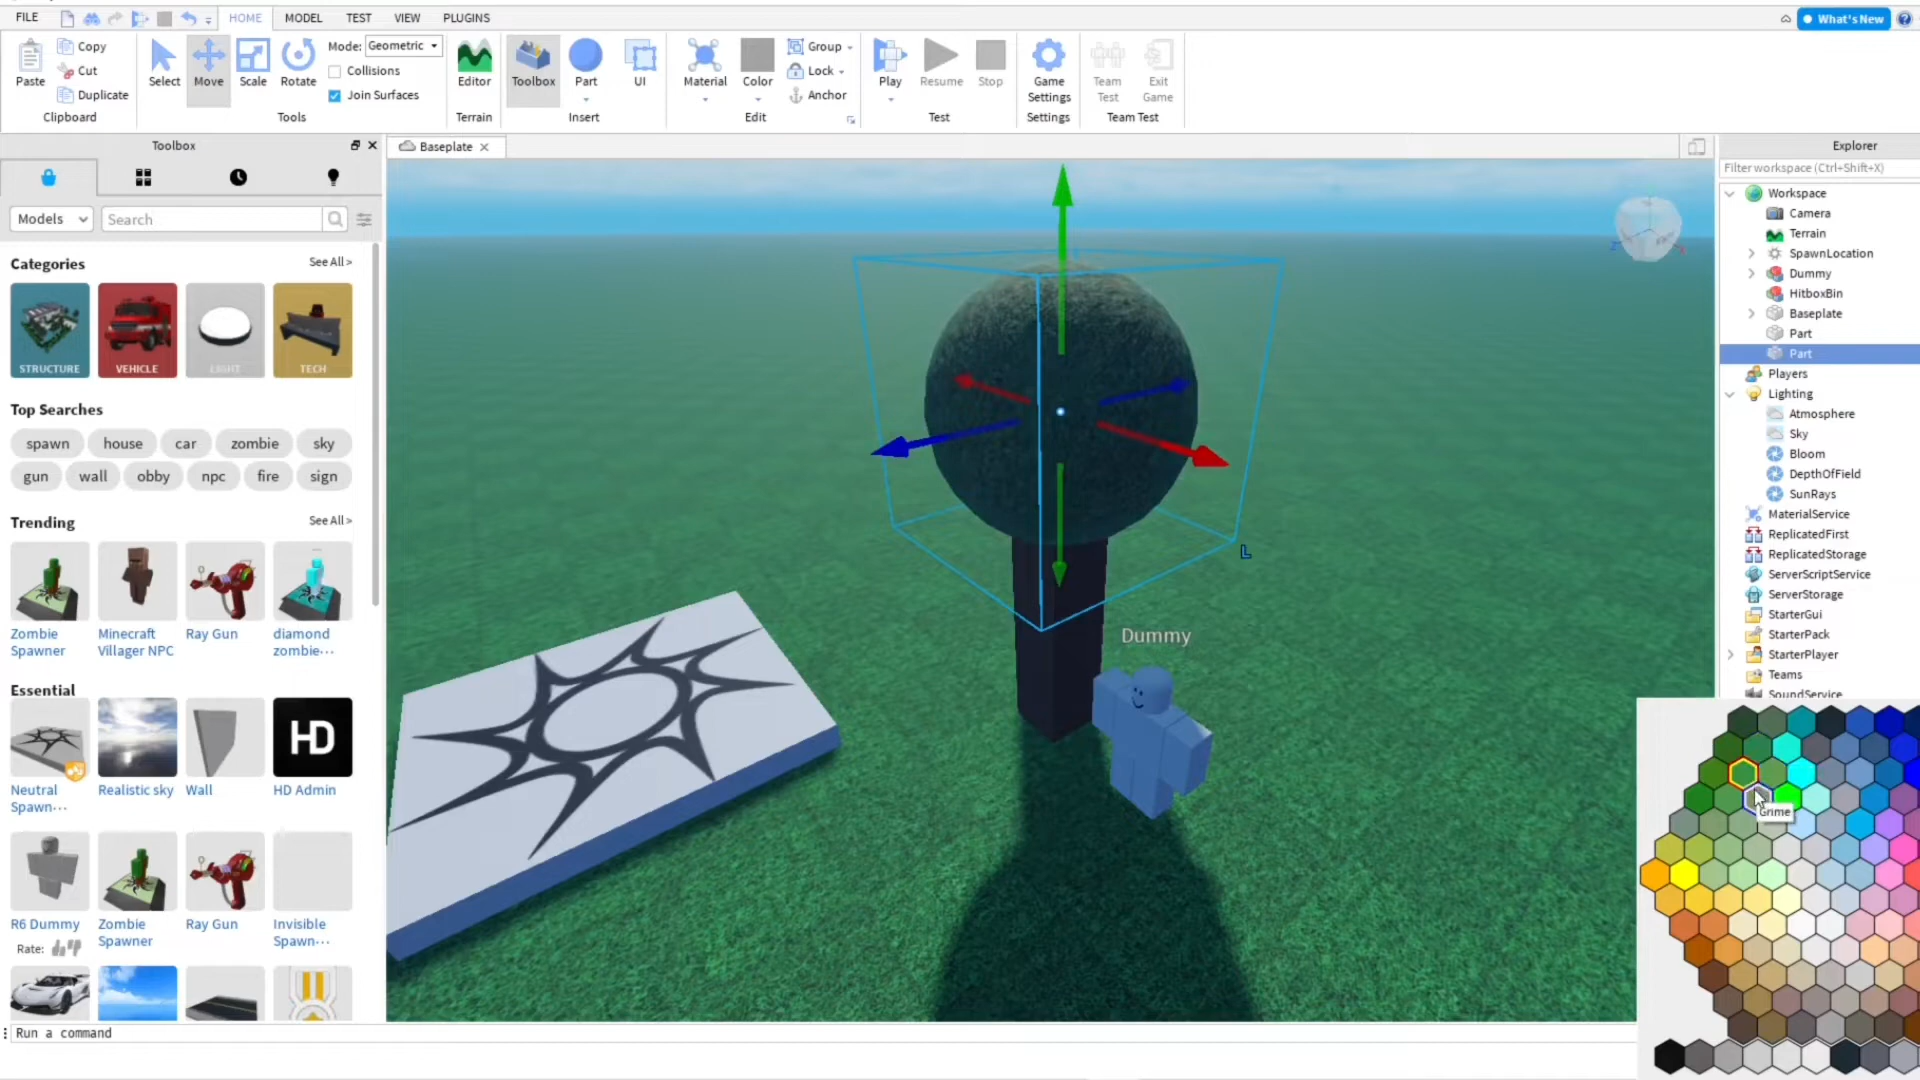 FILE HOME MODEL TEST VIEW PLUGINS What's New
Copy Cut Duplicate Paste Clipboard
Select Move Scale Rotate Mode: Geometric Collisions Join Surfaces Tools
Editor Terrain
Toolbox Part UI Insert
Material Color Group Lock Anchor Edit
Play Resume Stop Test
Game Settings Settings
Team Test Exit Game Team Test
Toolbox
Models Search
Categories See All >
STRUCTURE VEHICLE LIGHT TECH
Top Searches
spawn house car zombie sky
gun wall obby npc fire sign
Trending See All >
Zombie Spawner
Minecraft Villager NPC
Ray Gun
diamond zombie...
Essential
HD
Neutral Spawn...
Realistic sky
Wall
HD Admin
R6 Dummy
Zombie Spawner
Ray Gun
Invisible Spawn...
Rate:
Run a command
Baseplate
Dummy
L
Explorer
Filter workspace (Ctrl+Shift+X)
Workspace
Camera
Terrain
SpawnLocation
Dummy
HitboxBin
Baseplate
Part
Part
Players
Lighting
Atmosphere
Sky
Bloom
DepthOfField
SunRays
MaterialService
ReplicatedFirst
ReplicatedStorage
ServerScriptService
ServerStorage
StarterGui
StarterPack
StarterPlayer
Teams
SoundService
Grime